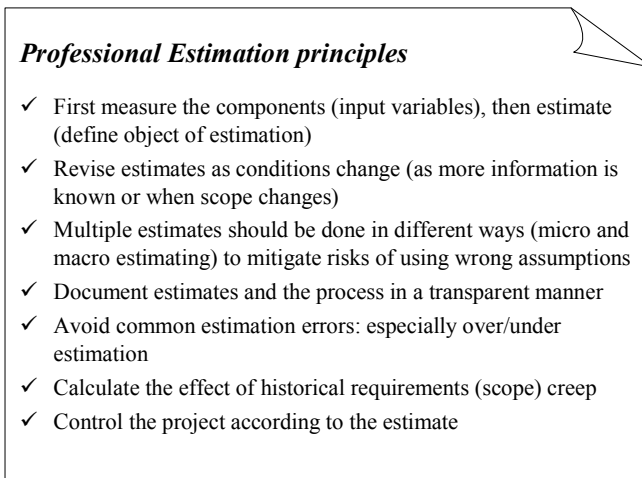 Professional Estimation principles
✓ First measure the components (input variables), then estimate
(define object of estimation)
✓ Revise estimates as conditions change (as more information is
known or when scope changes)
✓ Multiple estimates should be done in different ways (micro and
macro estimating) to mitigate risks of using wrong assumptions
✓ Document estimates and the process in a transparent manner
✓ Avoid common estimation errors: especially over/under
estimation
✓ Calculate the effect of historical requirements (scope) creep
✓ Control the project according to the estimate